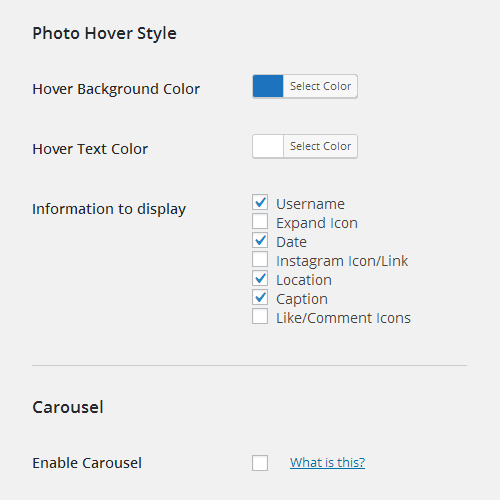 Photo Hover Style
Hover Background Color Select Color
Hover Text Color Select Color
Information to display Username
Expand Icon
Date
Instagram Icon/Link
Location
Caption
Like/Comment Icons
Carousel
Enable Carousel What is this?